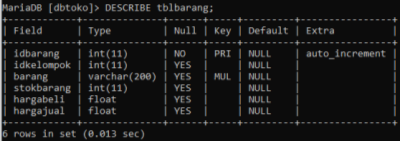 MariaDB [dbtoko]> DESCRIBE tblbarang;
+-------------+--------------+------+-----+---------+----------------+
| Field       | Type         | Null | Key | Default | Extra          |
+-------------+--------------+------+-----+---------+----------------+
| idbarang    | int(11)      | NO   | PRI | NULL    | auto_increment |
| idkelompok  | int(11)      | YES  |     | NULL    |                |
| barang      | varchar(200) | YES  | MUL | NULL    |                |
| stokbarang  | int(11)      | YES  |     | NULL    |                |
| hargabeli   | float        | YES  |     | NULL    |                |
| hargajual   | float        | YES  |     | NULL    |                |
+-------------+--------------+------+-----+---------+----------------+
6 rows in set (0.013 sec)